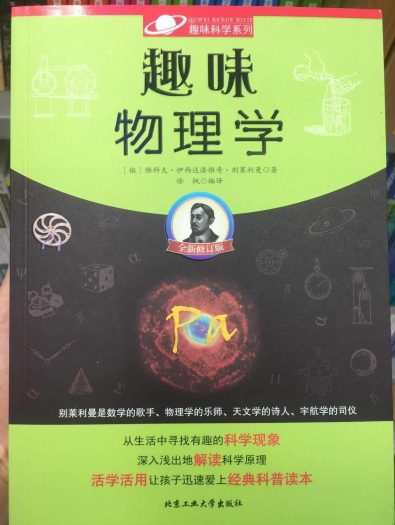 QUWEI KEXUE XILIE
趣味科学系列
趣味
物理学
［俄］雅科夫·伊西达洛维奇·别莱利曼◎著
徐枫◎编译
全新修订版
Pa
别莱利曼是数学的歌手、物理学的乐师、天文学的诗人、宇航学的司仪
从生活中寻找有趣的科学现象
深入浅出地解读科学原理
活学活用让孩子迅速爱上经典科普读本
北京工业大学出版社